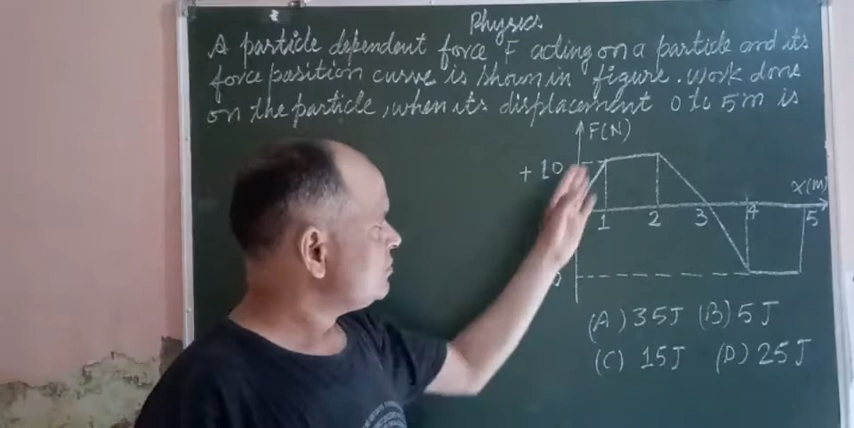 Physics
A particle dependent force F acting on a particle and its
force position curve is shown in figure. Work done
on the particle, when its displacement 0 to 5m is
F(N)
+10
x(m)
1 2 3 4 5
(A) 35J (B) 5J
(C) 15J (D) 25J